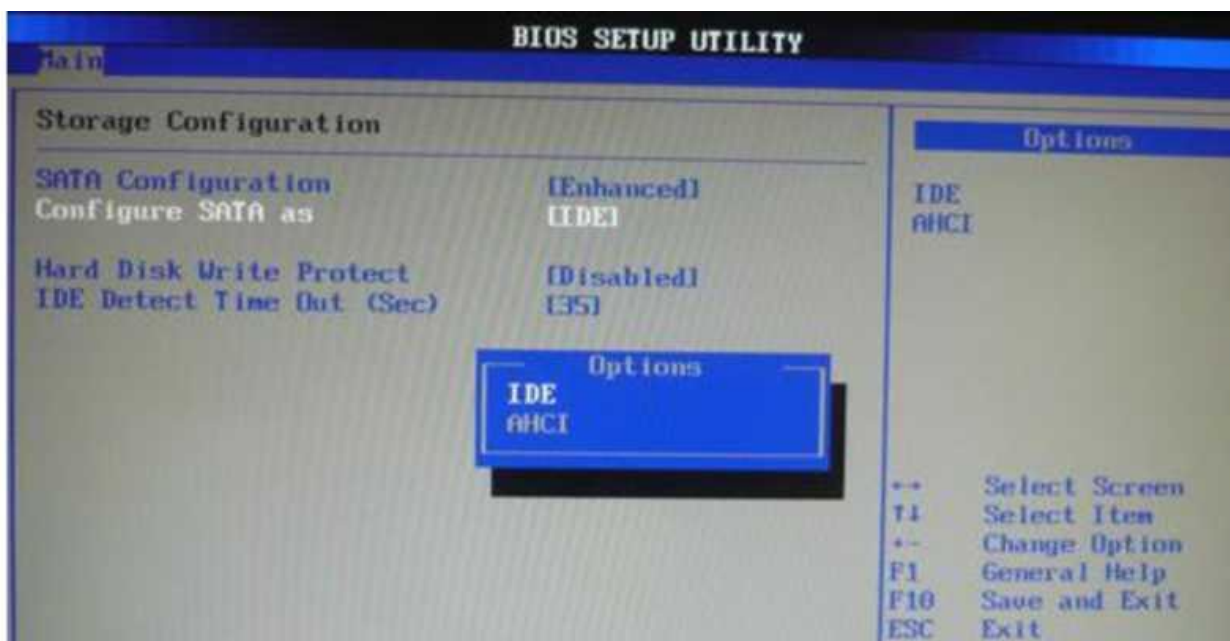 BIOS SETUP UTILITY
Main
Storage Configuration
SATA Configuration [Enhanced]
Configure SATA as [IDE]
Hard Disk Write Protect [Disabled]
IDE Detect Time Out (Sec) [35]
Options
IDE
AHCI
Options
IDE
AHCI
←→ Select Screen
↑↓ Select Item
+- Change Option
F1 General Help
F10 Save and Exit
ESC Exit